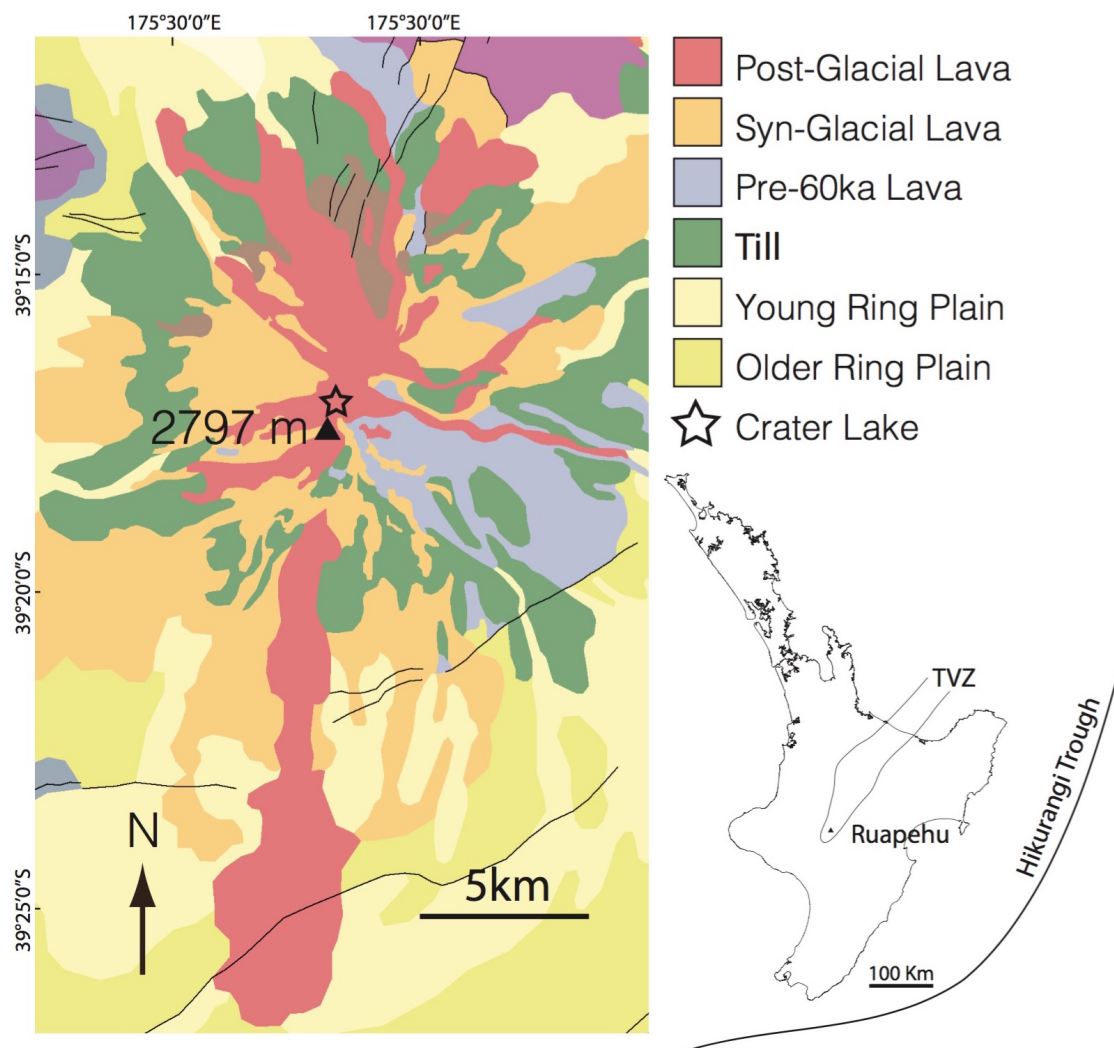 175°30'0"E
175°30'0"E
39°15'0"S
39°20'0"S
39°25'0"S
2797 m
N
5km
Post-Glacial Lava
Syn-Glacial Lava
Pre-60ka Lava
Till
Young Ring Plain
Older Ring Plain
Crater Lake
TVZ
Ruapehu
Hikurangi Trough
100 Km